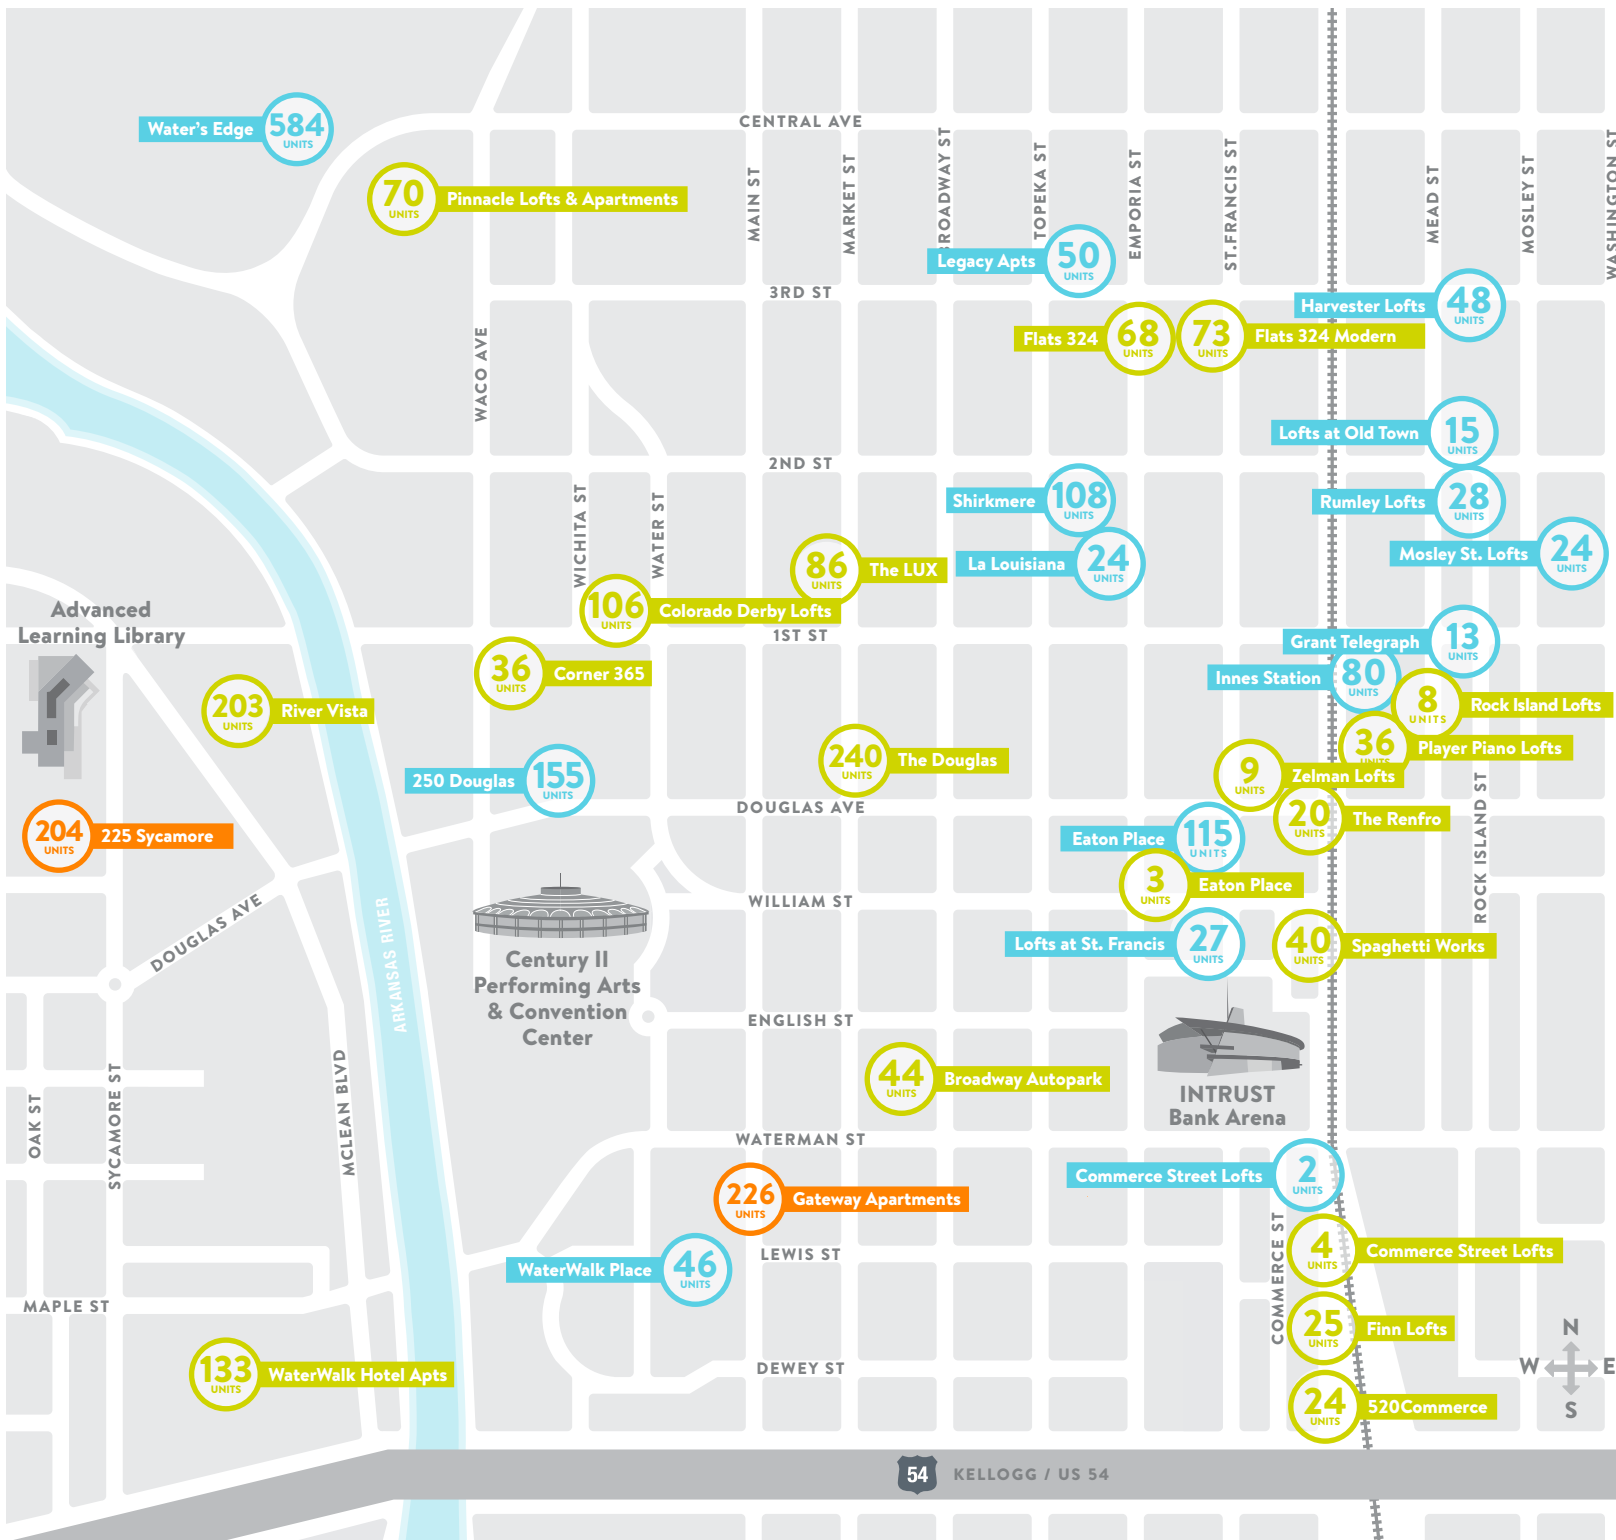 CENTRAL AVE
Water's Edge
584
UNITS
70
UNITS
Pinnacle Lofts & Apartments
MAIN ST
MARKET ST
TOPEKA ST
EMPORIA ST
ST.FRANCIS ST
MEAD ST
MOSLEY ST
WASHINGTON ST
Legacy Apts
50
UNITS
3RD ST
Harvester Lofts
48
UNITS
Flats 324
68
UNITS
73
UNITS
Flats 324 Modern
WACO AVE
Lofts at Old Town
15
UNITS
2ND ST
WICHITA ST
WATER ST
Shirkmere
108
UNITS
Rumley Lofts
28
UNITS
La Louisiana
24
UNITS
Mosley St. Lofts
24
UNITS
86
UNITS
The LUX
106
UNITS
Colorado Derby Lofts
1ST ST
Advanced
Learning Library
Grant Telegraph
13
UNITS
36
UNITS
Corner 365
Innes Station
80
UNITS
8
UNITS
Rock Island Lofts
203
UNITS
River Vista
36
UNITS
Player Piano Lofts
240
UNITS
The Douglas
9
UNITS
Zelman Lofts
250 Douglas
155
UNITS
DOUGLAS AVE
20
UNITS
The Renfro
204
UNITS
225 Sycamore
Eaton Place
115
UNITS
3
UNITS
Eaton Place
ROCK ISLAND ST
WILLIAM ST
DOUGLAS AVE
ARKANSAS RIVER
Lofts at St. Francis
27
UNITS
40
UNITS
Spaghetti Works
Century II
Performing Arts
& Convention
Center
ENGLISH ST
44
UNITS
Broadway Autopark
INTRUST
Bank Arena
OAK ST
SYCAMORE ST
MCLEAN BLVD
WATERMAN ST
Commerce Street Lofts
2
UNITS
226
UNITS
Gateway Apartments
COMMERCE ST
4
UNITS
Commerce Street Lofts
LEWIS ST
WaterWalk Place
46
UNITS
MAPLE ST
25
UNITS
Finn Lofts
N
W
E
S
133
UNITS
WaterWalk Hotel Apts
DEWEY ST
24
UNITS
520Commerce
54
KELLOGG / US 54